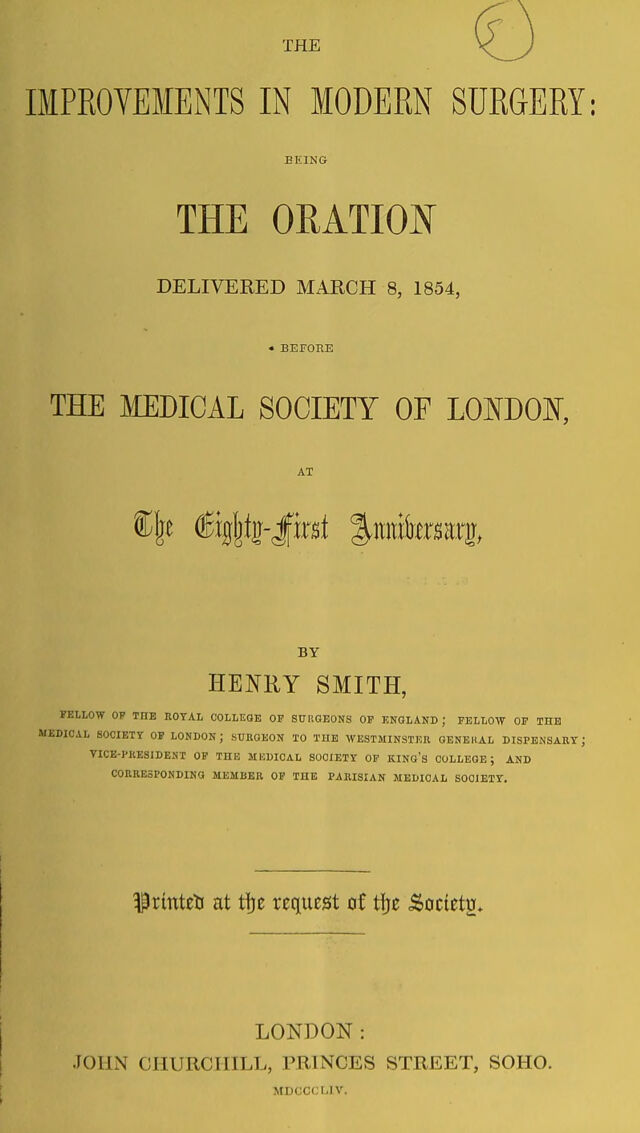 5
THE
IMPROVEMENTS IN MODERN SURGERY:
BEING
THE ORATION
DELIVERED MARCH 8, 1854,
BEFORE
THE MEDICAL SOCIETY OF LONDON,
AT
The Eighty-First Anniversary,
BY
HENRY SMITH,
FELLOW OF THE ROYAL COLLEGE OF SURGEONS OF ENGLAND; FELLOW OF THE
MEDICAL SOCIETY OF LONDON; SURGEON TO THE WESTMINSTER GENERAL DISPENSARY;
VICE-PRESIDENT OF THE MEDICAL SOCIETY OF KING'S COLLEGE; AND
CORRESPONDING MEMBER OF THE PARISIAN MEDICAL SOCIETY.
Printed at the request of the Society.
LONDON:
JOHN CHURCHILL, PRINCES STREET, SOHO.
MDCCCLIV.